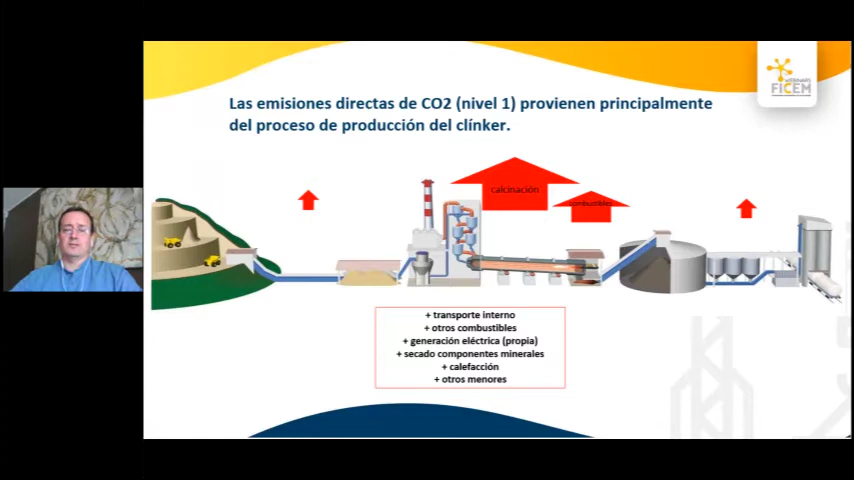 WEBINARS
FICEM
Las emisiones directas de CO2 (nivel 1) provienen principalmente
del proceso de producción del clínker.
calcinación
combustibles
+ transporte interno
+ otros combustibles
+ generación eléctrica (propia)
+ secado componentes minerales
+ calefacción
+ otros menores